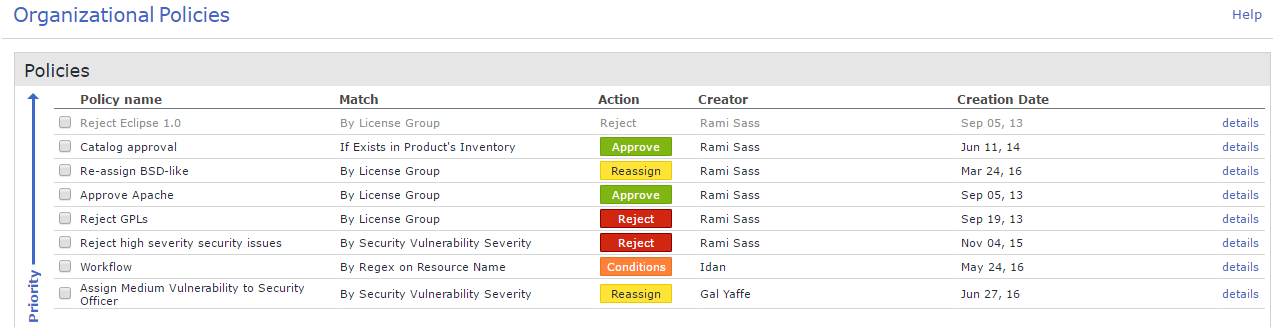 Organizational Policies Help
Policies
Policy name Match Action Creator Creation Date
Reject Eclipse 1.0 By License Group Reject Rami Sass Sep 05, 13 details
Catalog approval If Exists in Product's Inventory Approve Rami Sass Jun 11, 14 details
Re-assign BSD-like By License Group Reassign Rami Sass Mar 24, 16 details
Approve Apache By License Group Approve Rami Sass Sep 05, 13 details
Reject GPLs By License Group Reject Rami Sass Sep 19, 13 details
Reject high severity security issues By Security Vulnerability Severity Reject Rami Sass Nov 04, 15 details
Workflow By Regex on Resource Name Conditions Idan May 24, 16 details
Assign Medium Vulnerability to Security
Officer By Security Vulnerability Severity Reassign Gal Yaffe Jun 27, 16 details
Priority